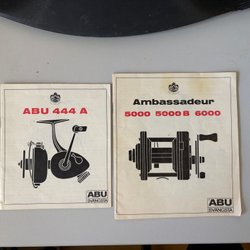 ABU 444 A
ABU
SVÄNGSTA
Ambassadeur
5000 5000 B 6000
ABU
SVÄNGSTA